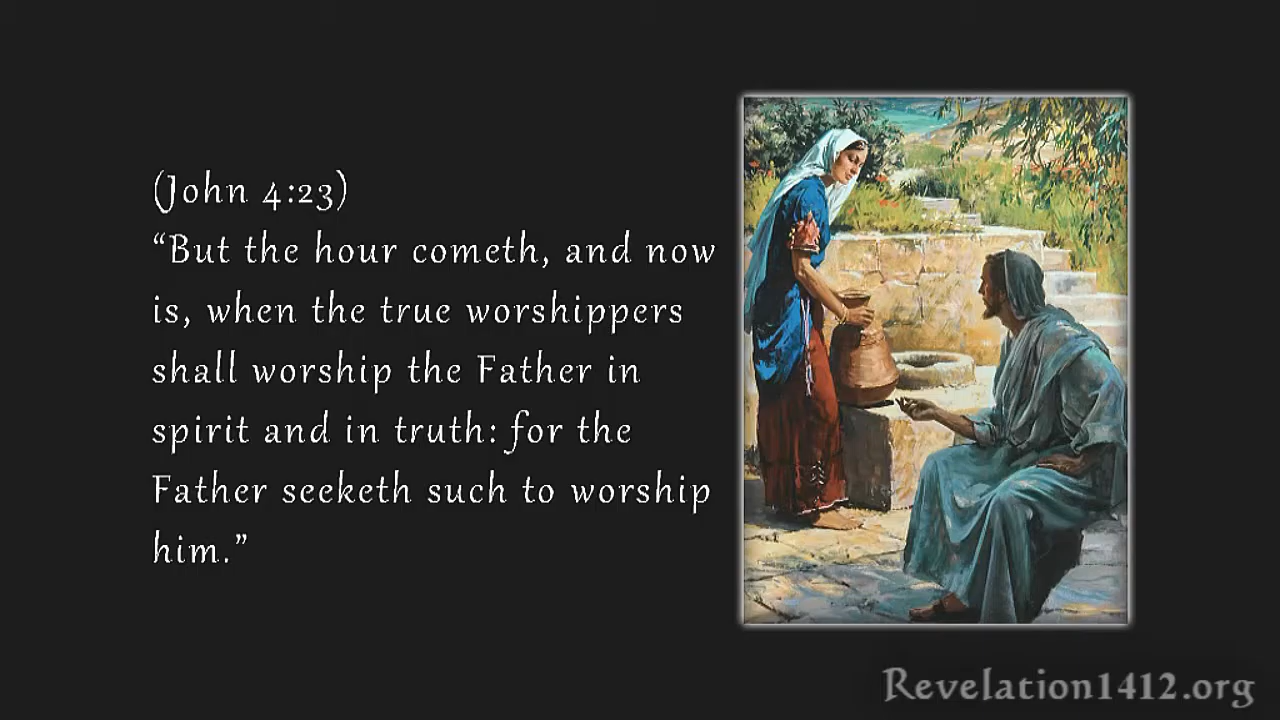 (John 4:23)
“But the hour cometh, and now
is, when the true worshippers
shall worship the Father in
spirit and in truth: for the
Father seeketh such to worship
him.”
Revelation1412.org